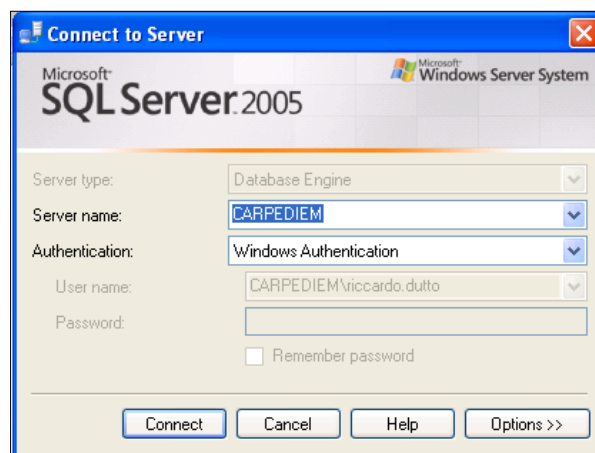 Connect to Server
Microsoft
SQL Server 2005
Microsoft
Windows Server System
Server type: Database Engine
Server name: CARPEDIEM
Authentication: Windows Authentication
User name: CARPEDIEM\riccardo.dutto
Password:
Remember password
Connect Cancel Help Options >>